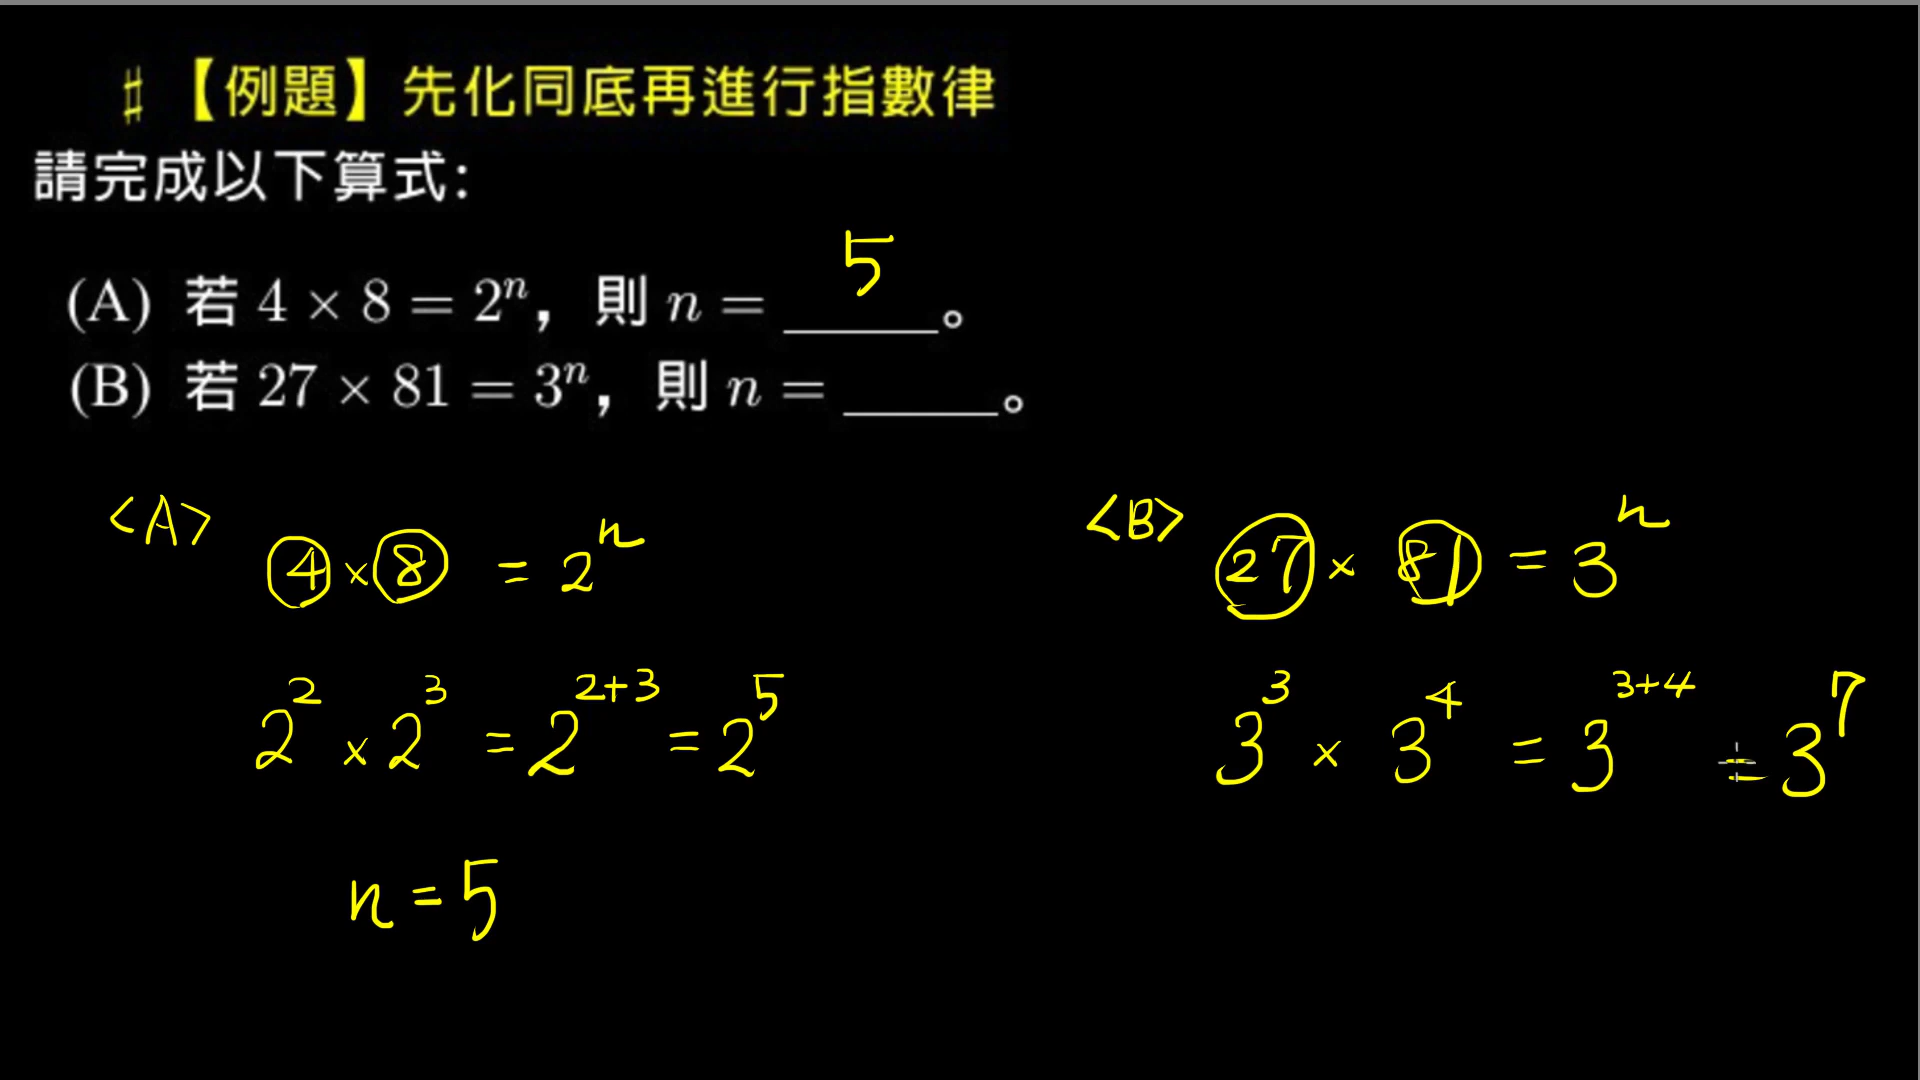 ♯【例題】先化同底再進行指數律
請完成以下算式：
(A) 若 4 × 8 = 2ⁿ，則 n = 5。
(B) 若 27 × 81 = 3ⁿ，則 n = _____。
<A>
4 × 8 = 2ⁿ
2² × 2³ = 2²⁺³ = 2⁵
n = 5
<B>
27 × 81 = 3ⁿ
3³ × 3⁴ = 3³⁺⁴ = 3⁷